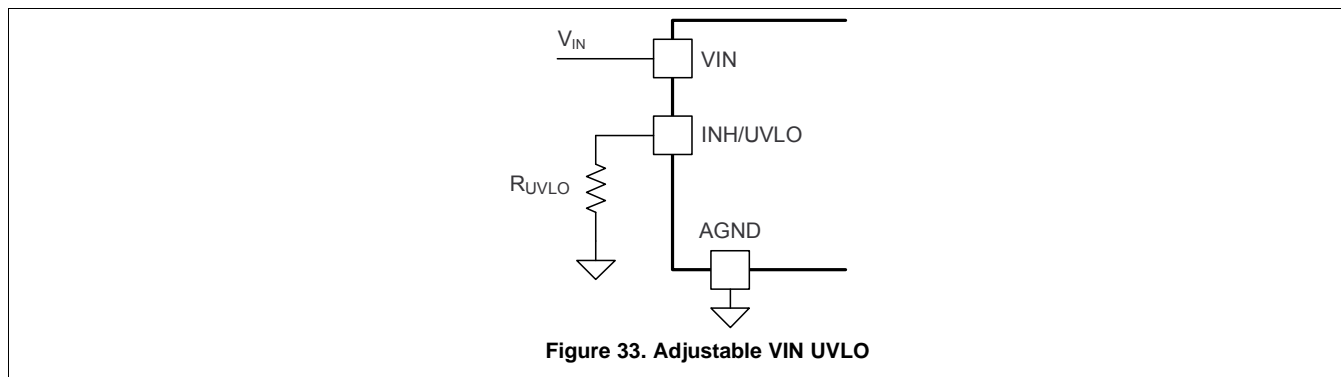 VIN
VIN
INH/UVLO
RUVLO
AGND
Figure 33. Adjustable VIN UVLO